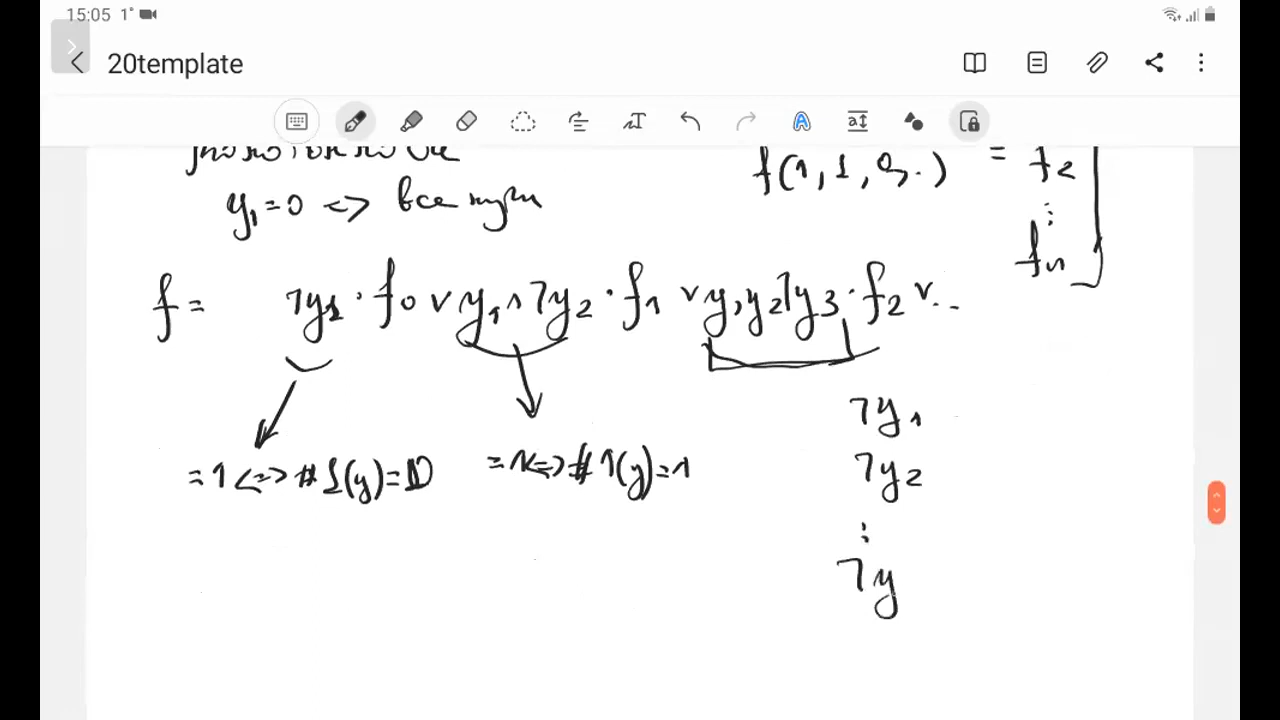 15:05 1°
20template
y₁=0 <=> все нули
f(1,1,0,..) = f₂
⋮
fₙ
f = ¬y₁·f₀ ∨ y₁∧¬y₂·f₁ ∨ y₁y₂¬y₃·f₂ ∨...
¬y₁
=1 <=> #1(y)=0 =1 <=> #1(y)=1 ¬y₂
⋮
¬y